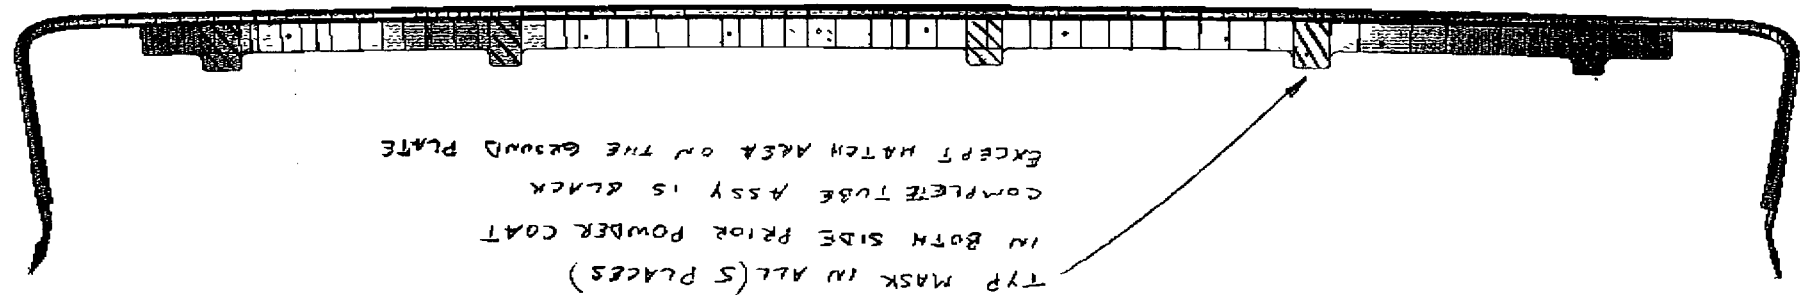 TYP MASK IN ALL (5 PLACES)
IN BOTH SIDE PRIOR POWDER COAT
COMPLETE TUBE ASSY IS BLACK
EXCEPT HATCH AREA ON THE GROUND PLATE